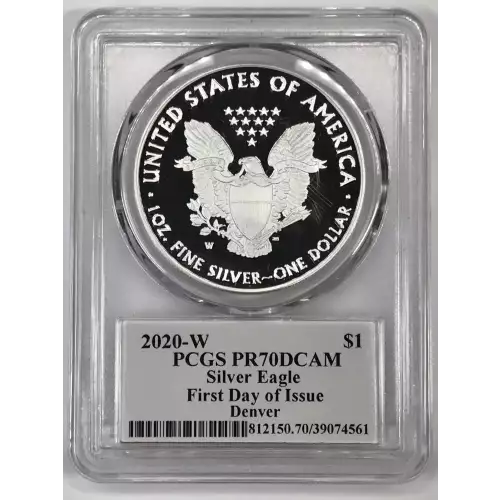 UNITED STATES OF AMERICA
W
1 OZ. FINE SILVER~ONE DOLLAR
2020-W $1
PCGS PR70DCAM
Silver Eagle
First Day of Issue
Denver
812150.70/39074561